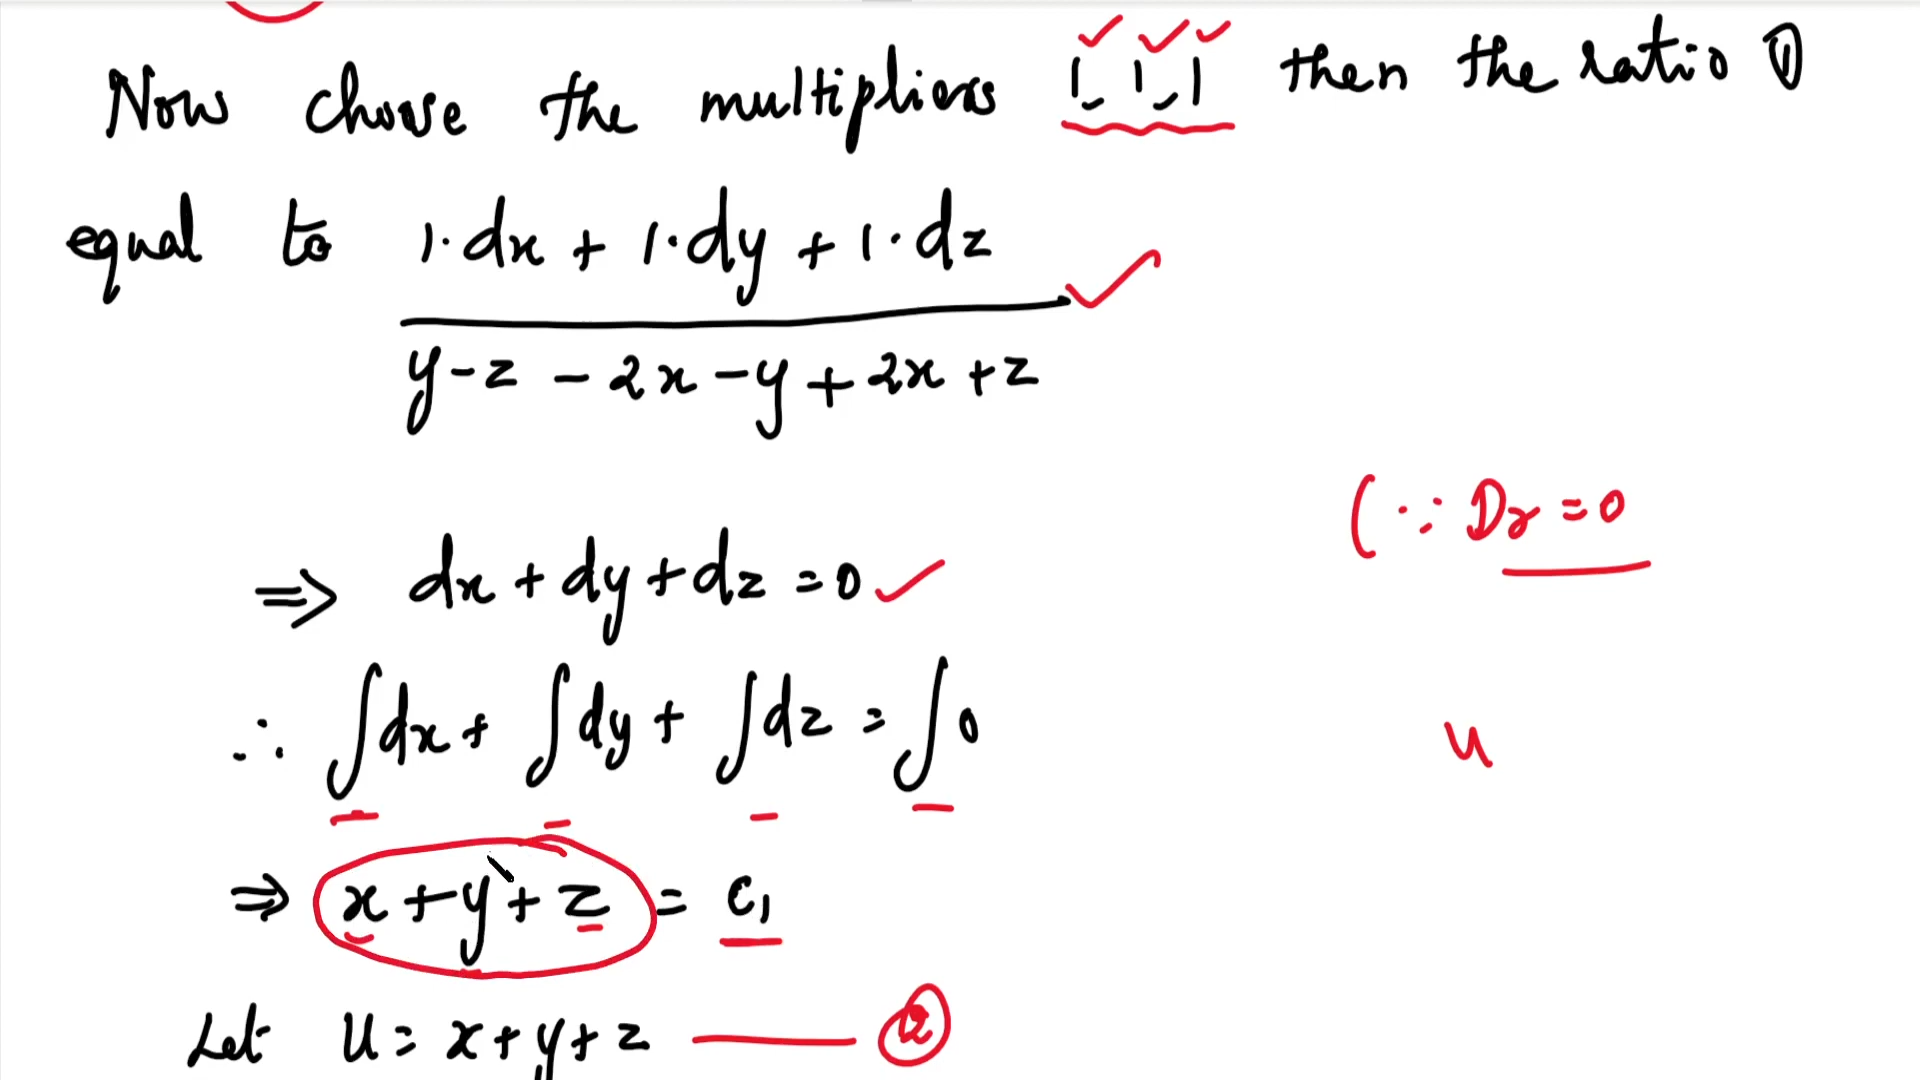 Now choose the multipliers 1, 1, 1 then the ratio ①
equal to 1·dx + 1·dy + 1·dz
y-z - 2x - y + 2x + z
(∵ Dr = 0
⇒ dx + dy + dz = 0
∴ ∫dx + ∫dy + ∫dz = ∫0
u
⇒ x + y + z = c₁
Let u = x + y + z —— ②